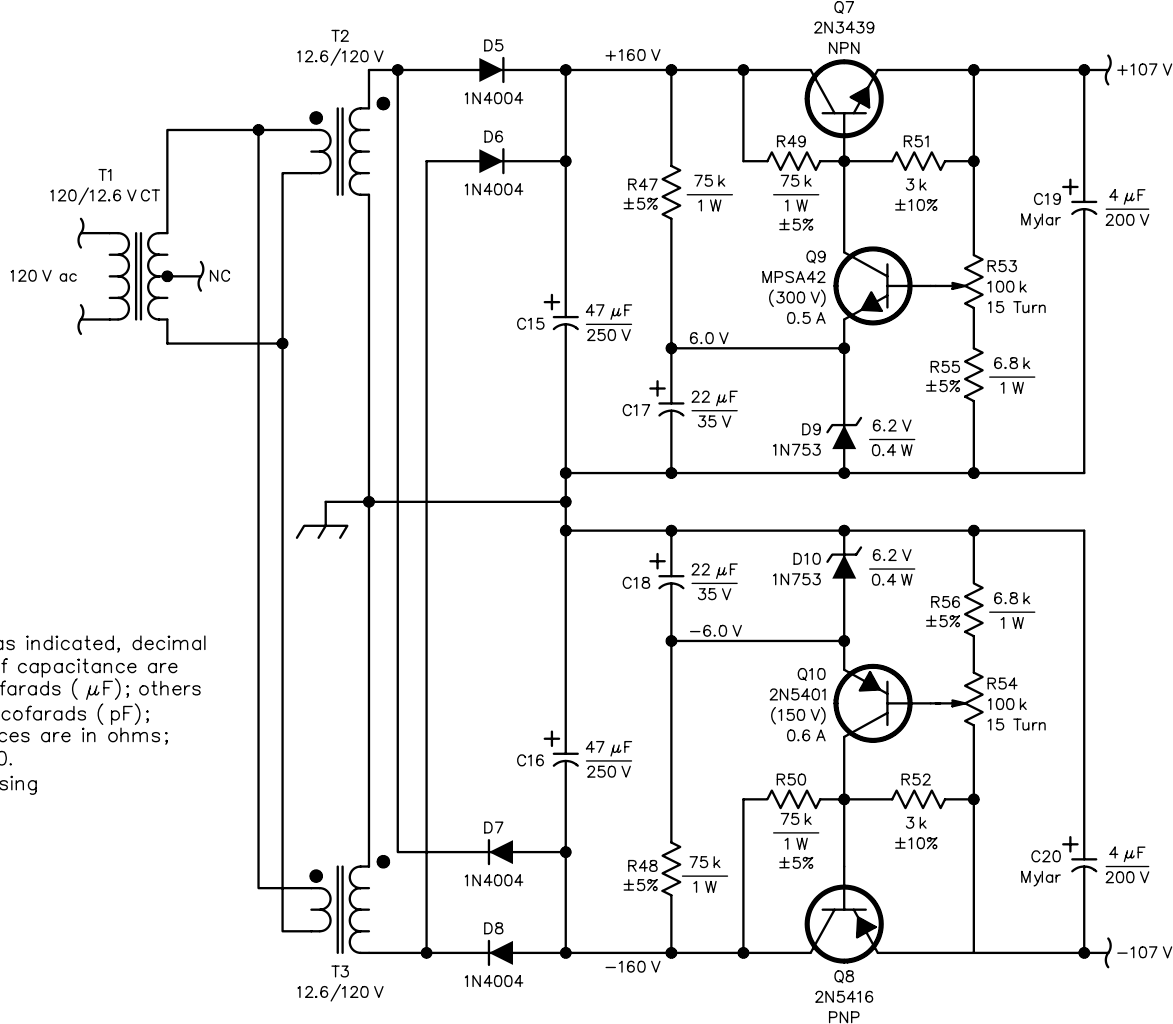 Q7
2N3439
NPN
T2
12.6/120 V
D5
1N4004
+160 V
+107 V
D6
1N4004
T1
120/12.6 V CT
120 V ac
NC
R47
±5%
75 k
1 W
R49
75 k
1 W
±5%
R51
3 k
±10%
C19
Mylar
+
4 µF
200 V
Q9
MPSA42
(300 V)
0.5 A
R53
100 k
15 Turn
+
C15
47 µF
250 V
6.0 V
R55
±5%
6.8 k
1 W
+
C17
22 µF
35 V
D9
1N753
6.2 V
0.4 W
+
C18
22 µF
35 V
D10
1N753
6.2 V
0.4 W
R56
±5%
6.8 k
1 W
−6.0 V
as indicated, decimal
f capacitance are
farads ( µF); others
cofarads ( pF);
ces are in ohms;
0.
sing
Q10
2N5401
(150 V)
0.6 A
R54
100 k
15 Turn
+
C16
47 µF
250 V
R50
75 k
1 W
±5%
R52
3 k
±10%
D7
1N4004
R48
±5%
75 k
1 W
C20
Mylar
+
4 µF
200 V
D8
1N4004
−160 V
−107 V
T3
12.6/120 V
Q8
2N5416
PNP